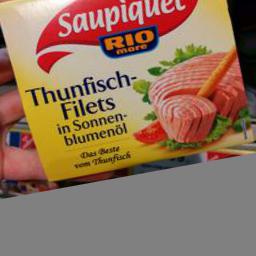 Saupiquet
RIO
mare
Thunfisch-
Filets
in Sonnen-
blumenöl
Das Beste
vom Thunfisch